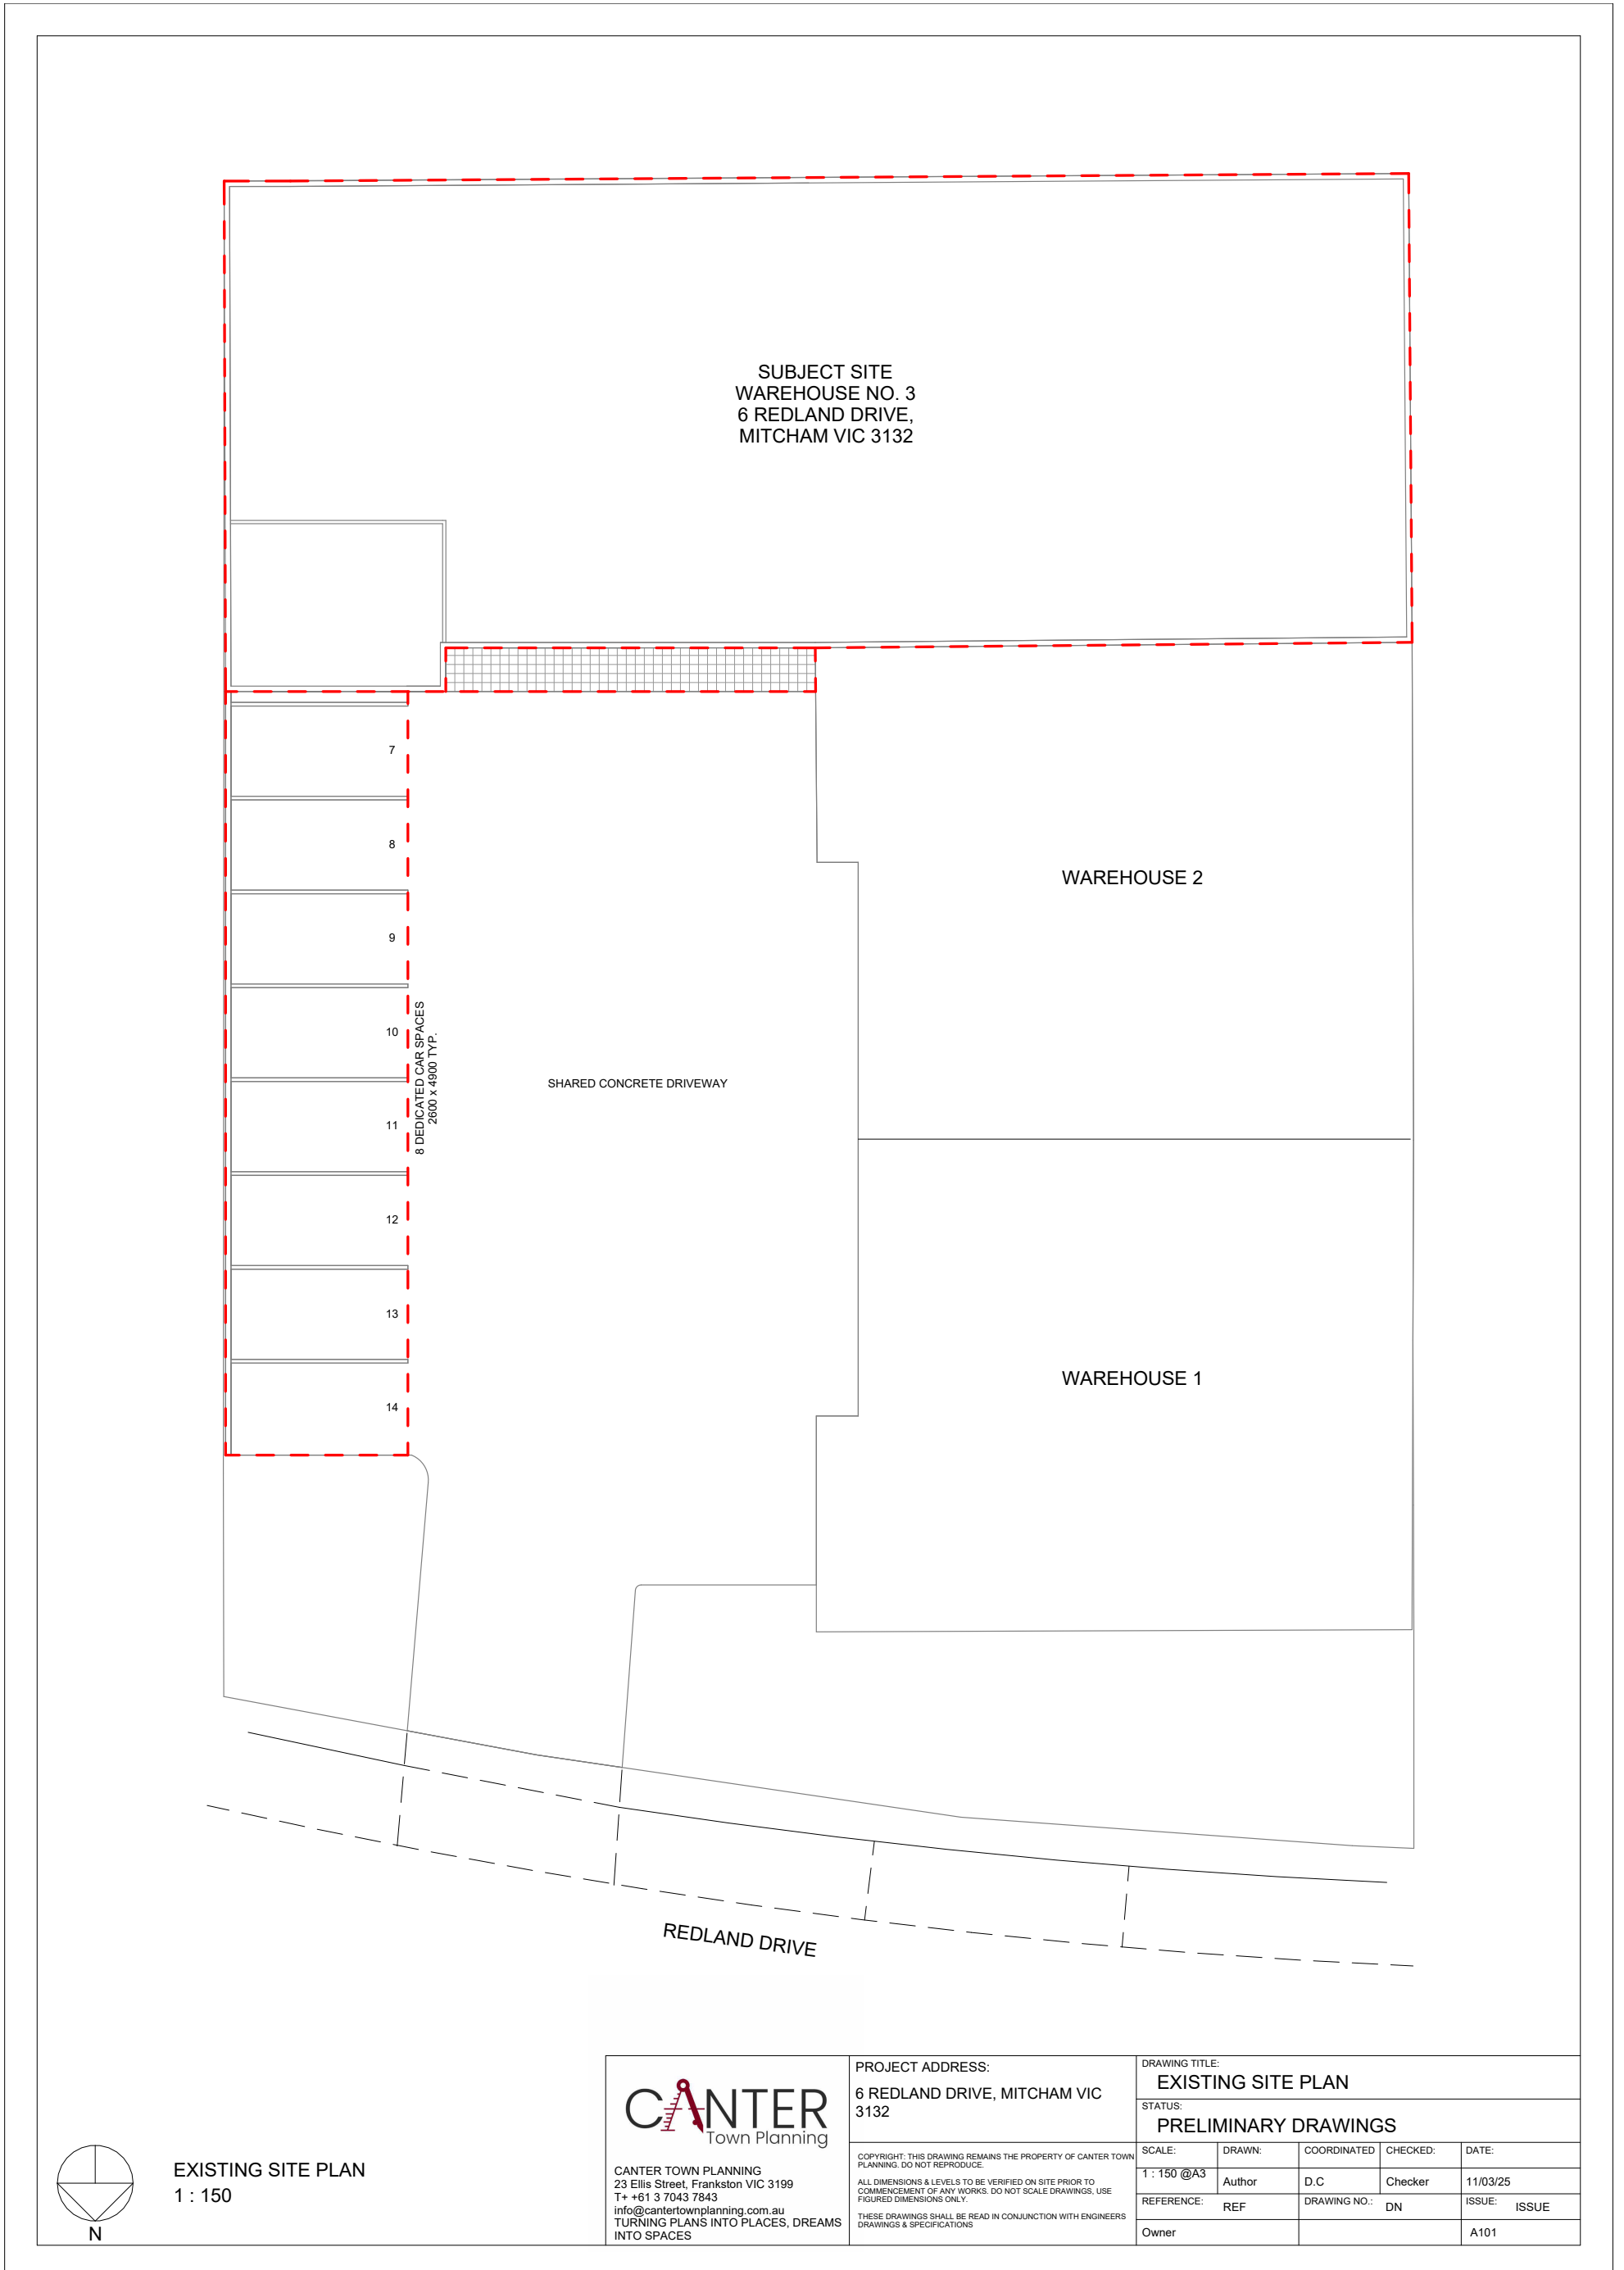 SUBJECT SITE
WAREHOUSE NO. 3
6 REDLAND DRIVE,
MITCHAM VIC 3132
7
8
9
10
11
12
13
14
8 DEDICATED CAR SPACES
2600 x 4900 TYP.
SHARED CONCRETE DRIVEWAY
WAREHOUSE 2
WAREHOUSE 1
REDLAND DRIVE
N
EXISTING SITE PLAN
1 : 150
CANTER
Town Planning
CANTER TOWN PLANNING
23 Ellis Street, Frankston VIC 3199
T+ +61 3 7043 7843
info@cantertownplanning.com.au
TURNING PLANS INTO PLACES, DREAMS
INTO SPACES
PROJECT ADDRESS:
6 REDLAND DRIVE, MITCHAM VIC
3132
COPYRIGHT: THIS DRAWING REMAINS THE PROPERTY OF CANTER TOWN
PLANNING. DO NOT REPRODUCE.
ALL DIMENSIONS & LEVELS TO BE VERIFIED ON SITE PRIOR TO
COMMENCEMENT OF ANY WORKS. DO NOT SCALE DRAWINGS, USE
FIGURED DIMENSIONS ONLY.
THESE DRAWINGS SHALL BE READ IN CONJUNCTION WITH ENGINEERS
DRAWINGS & SPECIFICATIONS
DRAWING TITLE:
EXISTING SITE PLAN
STATUS:
PRELIMINARY DRAWINGS
SCALE: DRAWN: COORDINATED CHECKED: DATE:
1 : 150 @A3 Author D.C Checker 11/03/25
REFERENCE: REF DRAWING NO.: DN ISSUE: ISSUE
Owner A101